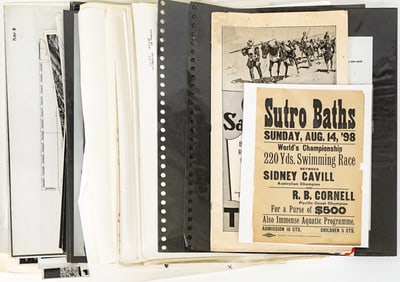 Sutro Baths
SUNDAY, AUG. 14, '98
World's Championship
220 Yds. Swimming Race
BETWEEN
SIDNEY CAVILL
Australian Champion
R. B. CORNELL
Pacific Coast Champion
For a Purse of $500
Also Immense Aquatic Programme.
ADMISSION 10 CTS. CHILDREN 5 CTS.